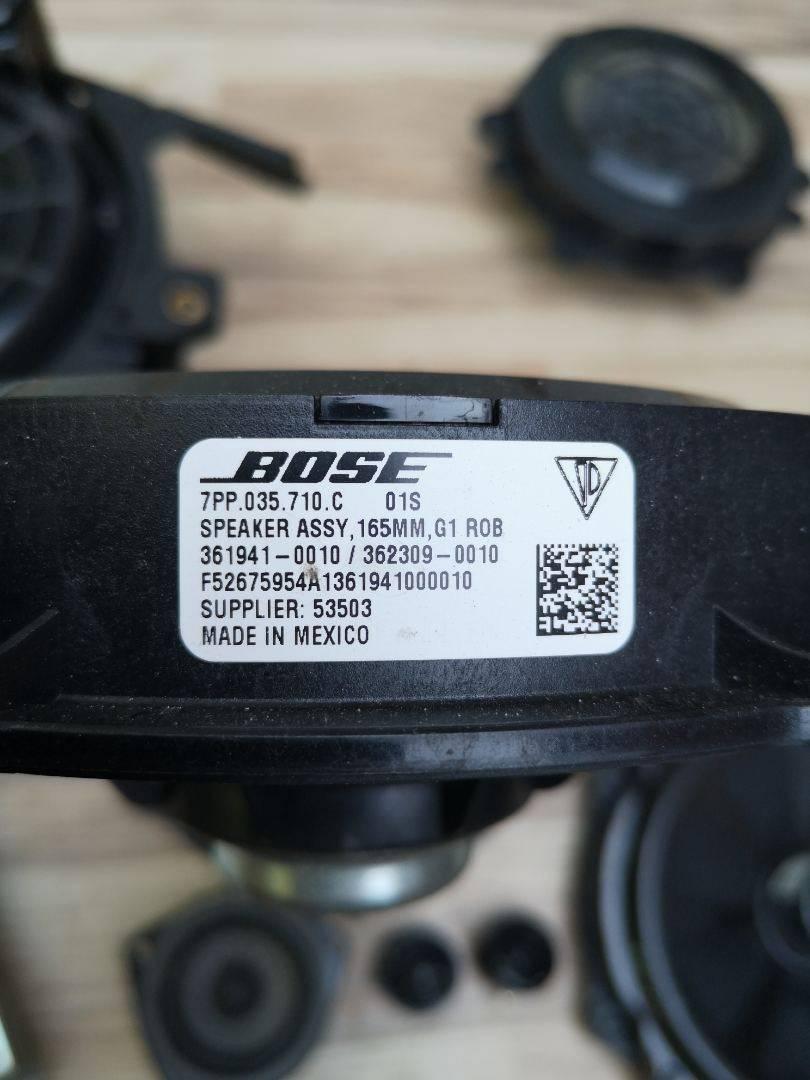 BOSE
7PP.035.710.C 01S
SPEAKER ASSY,165MM,G1 ROB
361941-0010 / 362309-0010
F52675954A1361941000010
SUPPLIER: 53503
MADE IN MEXICO